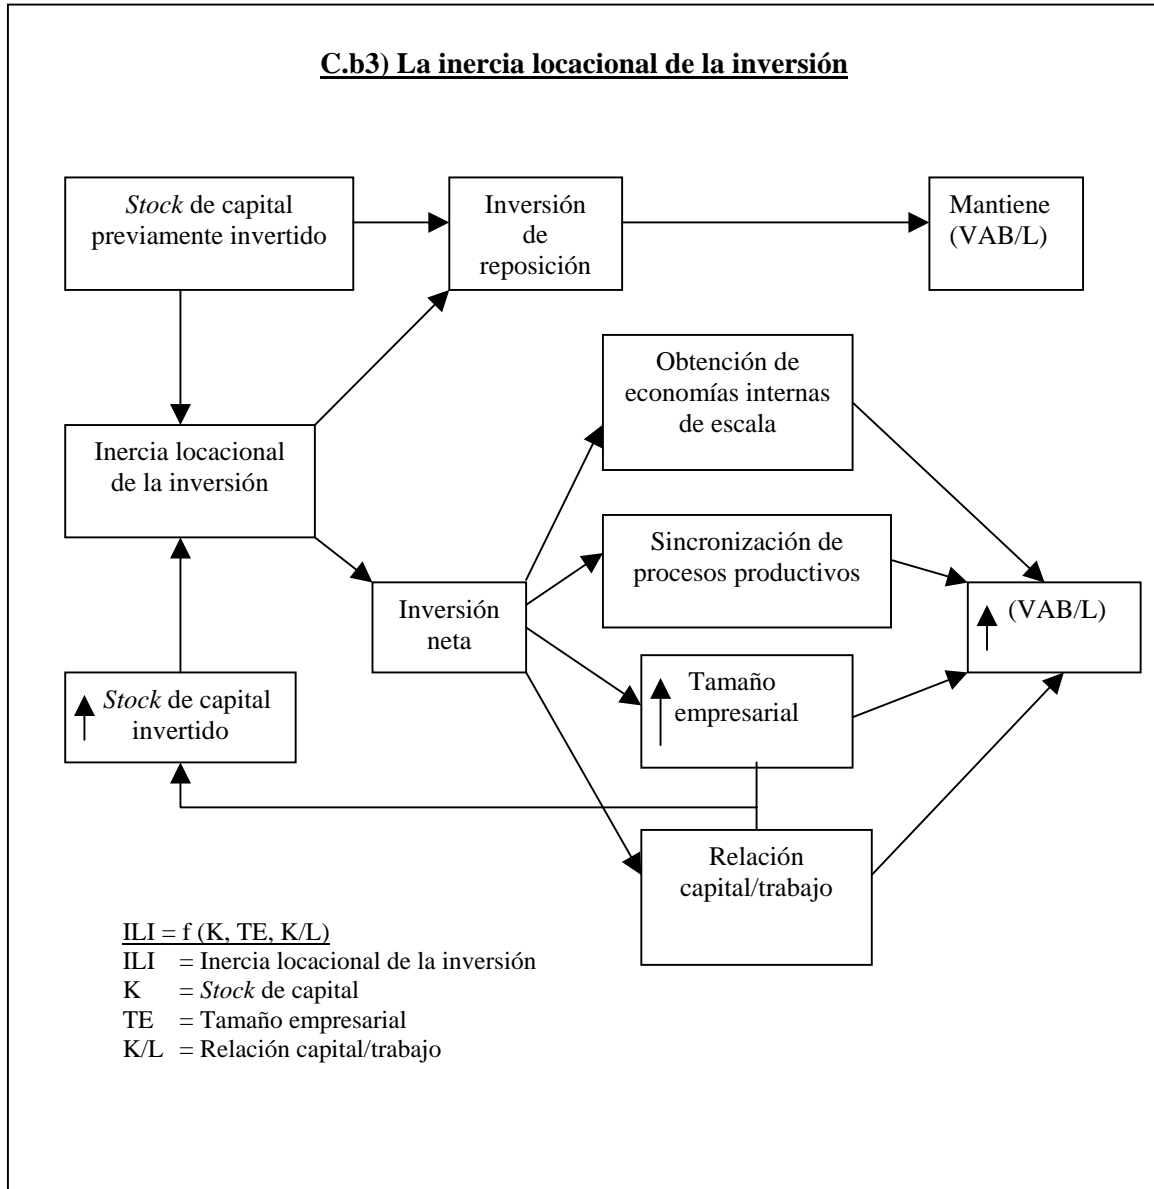 C.b3) La inercia locacional de la inversión
Stock de capital
previamente invertido
Inversión
de
reposición
Mantiene
(VAB/L)
Obtención de
economías internas
de escala
Inercia locacional
de la inversión
Sincronización de
procesos productivos
Inversión
neta
(VAB/L)
Stock de capital
invertido
Tamaño
empresarial
Relación
capital/trabajo
ILI = f (K, TE, K/L)
ILI = Inercia locacional de la inversión
K = Stock de capital
TE = Tamaño empresarial
K/L = Relación capital/trabajo